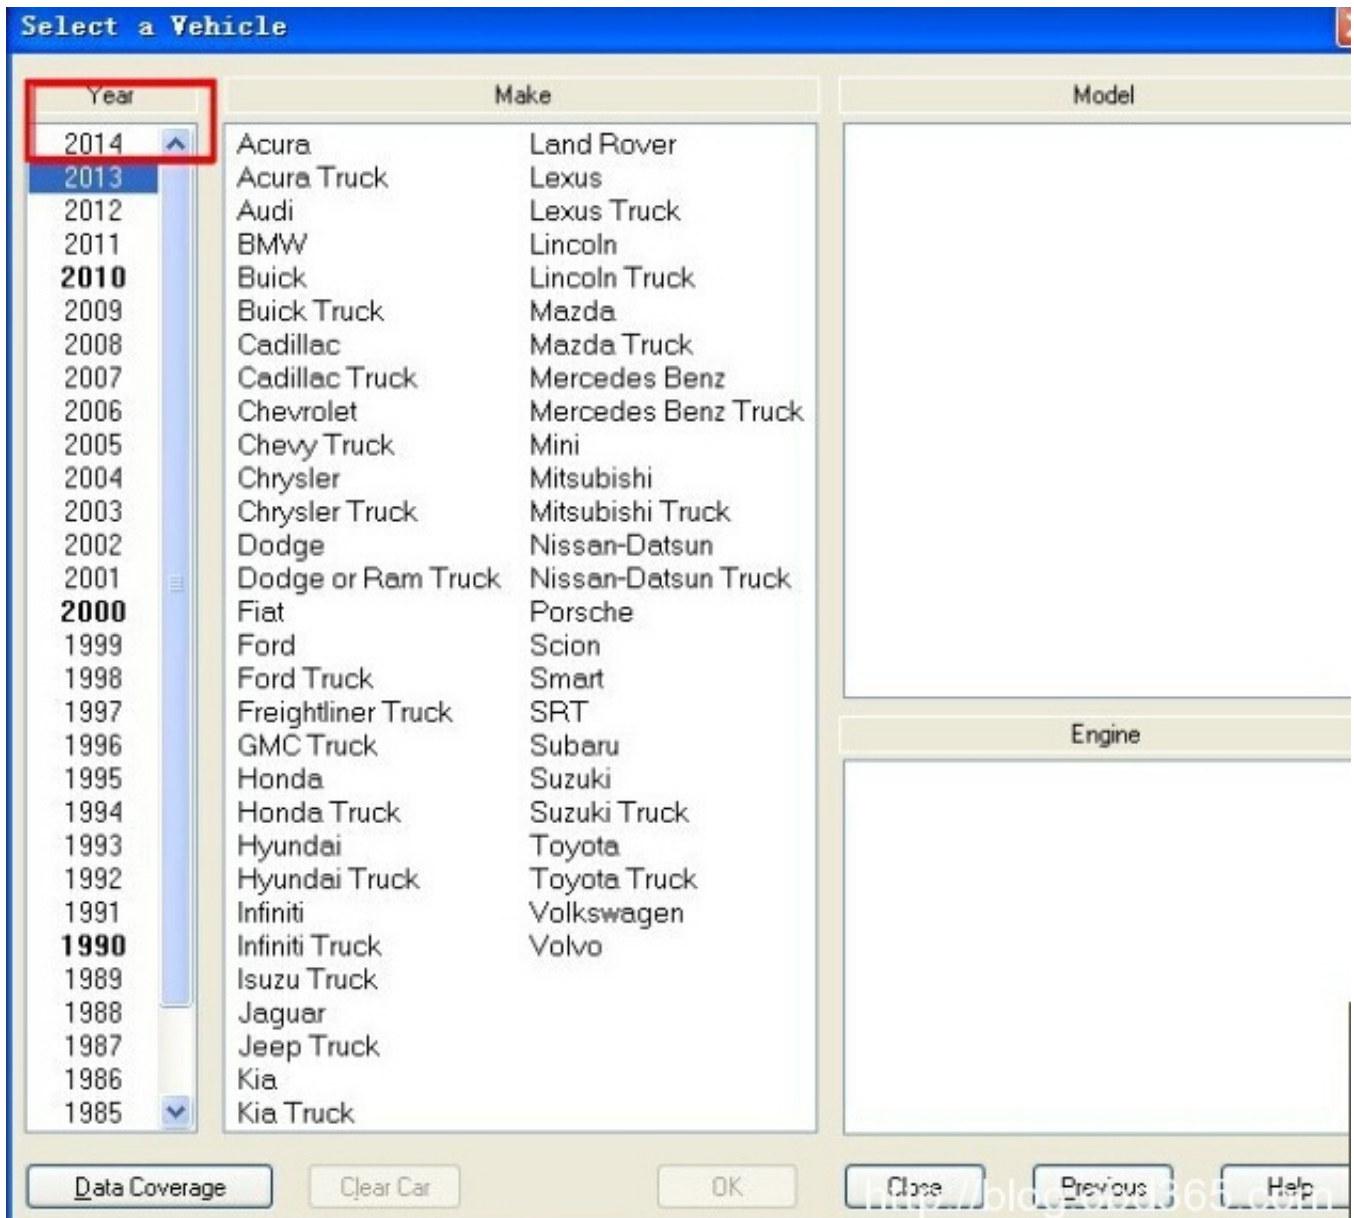 Select a Vehicle
Year
Make
Model
2014
2013
2012
2011
2010
2009
2008
2007
2006
2005
2004
2003
2002
2001
2000
1999
1998
1997
1996
1995
1994
1993
1992
1991
1990
1989
1988
1987
1986
1985
Acura
Acura Truck
Audi
BMW
Buick
Buick Truck
Cadillac
Cadillac Truck
Chevrolet
Chevy Truck
Chrysler
Chrysler Truck
Dodge
Dodge or Ram Truck
Fiat
Ford
Ford Truck
Freightliner Truck
GMC Truck
Honda
Honda Truck
Hyundai
Hyundai Truck
Infiniti
Infiniti Truck
Isuzu Truck
Jaguar
Jeep Truck
Kia
Kia Truck
Land Rover
Lexus
Lexus Truck
Lincoln
Lincoln Truck
Mazda
Mazda Truck
Mercedes Benz
Mercedes Benz Truck
Mini
Mitsubishi
Mitsubishi Truck
Nissan-Datsun
Nissan-Datsun Truck
Porsche
Scion
Smart
SRT
Subaru
Suzuki
Suzuki Truck
Toyota
Toyota Truck
Volkswagen
Volvo
Engine
Data Coverage
Clear Car
OK
Close
Previous
Help
http://blog.obd365.com